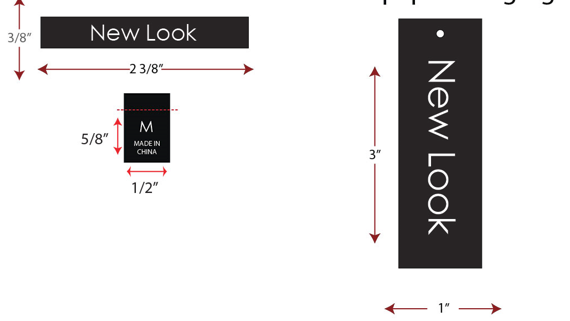 New Look
3/8"
2 3/8"
M
MADE IN
CHINA
5/8"
1/2"
New Look
3"
1"